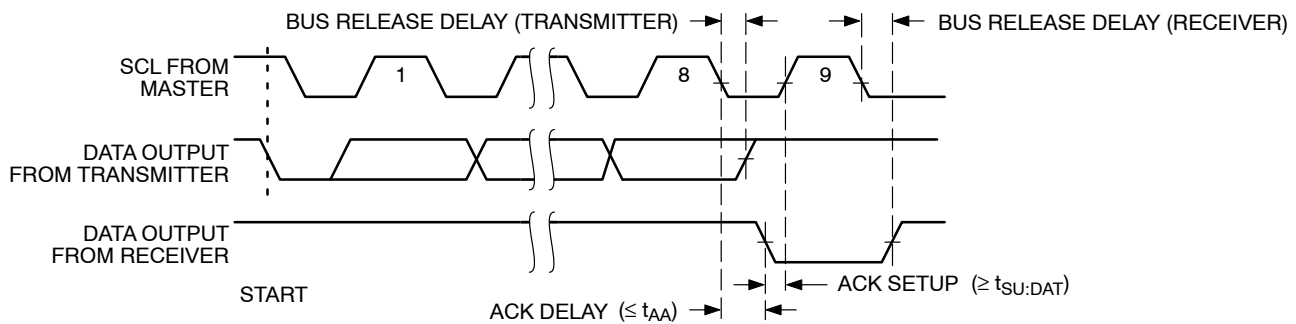 BUS RELEASE DELAY (TRANSMITTER)
BUS RELEASE DELAY (RECEIVER)
SCL FROM
MASTER
1
8
9
DATA OUTPUT
FROM TRANSMITTER
DATA OUTPUT
FROM RECEIVER
START
ACK SETUP (≥ tSU:DAT)
ACK DELAY (≤ tAA)